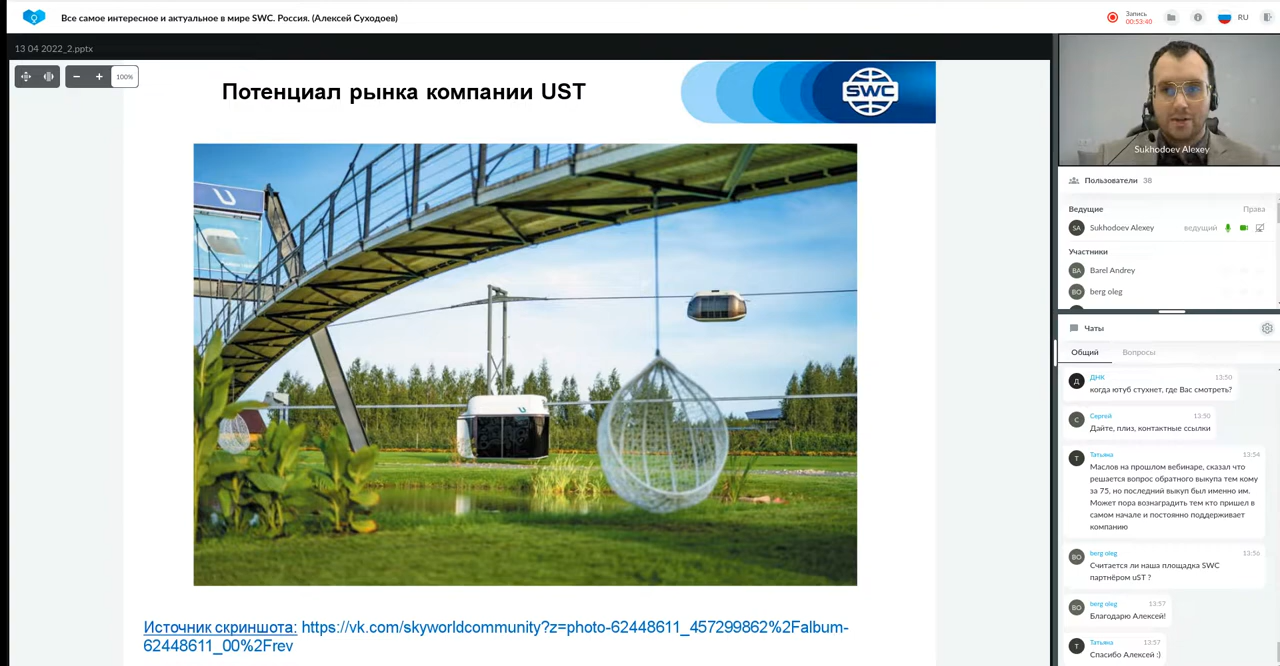 Все самое интересное и актуальное в мире SWC. Россия. (Алексей Суходоев)
Запись
00:53:40
RU
13 04 2022_2.pptx
100%
Потенциал рынка компании UST
SWC
U
Источник скриншота: https://vk.com/skyworldcommunity?z=photo-62448611_457299862%2Falbum-
62448611_00%2Frev
Sukhodoev Alexey
Пользователи 38
Ведущие Права
SA Sukhodoev Alexey ведущий
Участники
BA Barel Andrey
BO berg oleg
Чаты
Общий Вопросы
Д ДНК 13:50
когда ютуб стухнет, где Вас смотреть?
С Сергей 13:50
Дайте, плиз, контактные ссылки
Т Татьяна 13:54
Маслов на прошлом вебинаре, сказал что
решается вопрос обратного выкупа тем кому
за 75, но последний выкуп был именно им.
Может пора вознаградить тем кто пришел в
самом начале и постоянно поддерживает
компанию
BO berg oleg 13:56
Считается ли наша площадка SWC
партнёром uST ?
BO berg oleg 13:57
Благодарю Алексей!
Т Татьяна 13:57
Спасибо Алексей :)